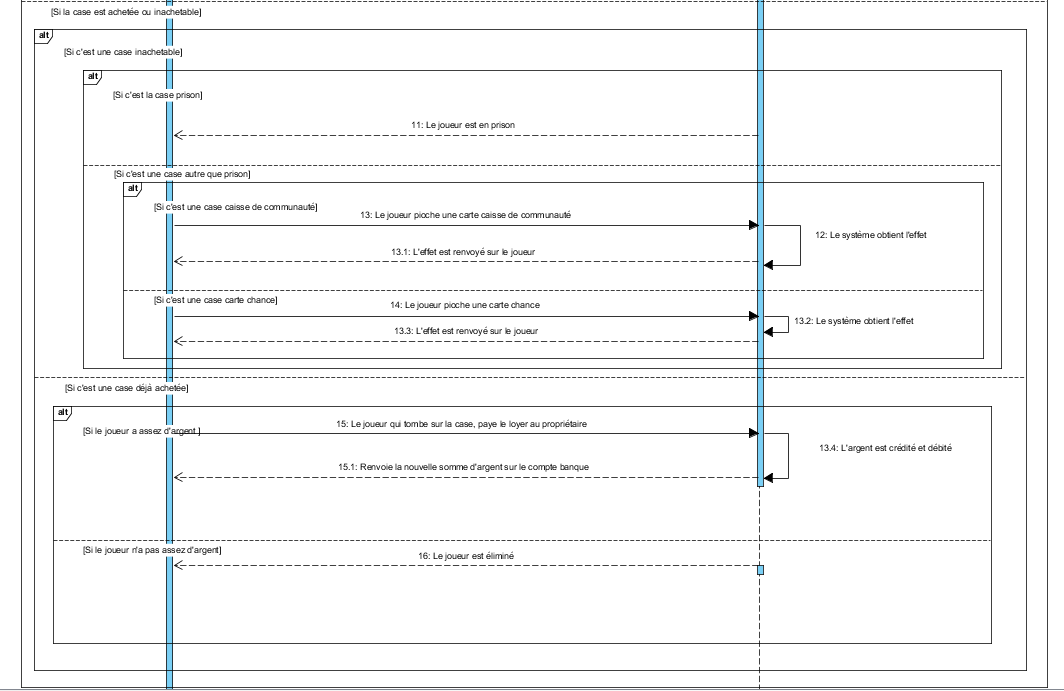 [Si la case est achetée ou inachetable]
alt
[Si c'est une case inachetable]
alt
[Si c'est la case prison]
11: Le joueur est en prison
[Si c'est une case autre que prison]
alt
[Si c'est une case caisse de communauté]
13: Le joueur pioche une carte caisse de communauté
12: Le systéme obtient l'effet
13.1: L'effet est renvoyé sur le joueur
[Si c'est une case carte chance]
14: Le joueur pioche une carte chance
13.2: Le systéme obtient l'effet
13.3: L'effet est renvoyé sur le joueur
[Si c'est une case déjà achetée]
alt
[Si le joueur a assez d'argent ]
15: Le joueur qui tombe sur la case, paye le loyer au propriétaire
13.4: L'argent est crédité et débité
15.1: Renvoie la nouvelle somme d'argent sur le compte banque
[Si le joueur n'a pas assez d'argent]
16: Le joueur est éliminé